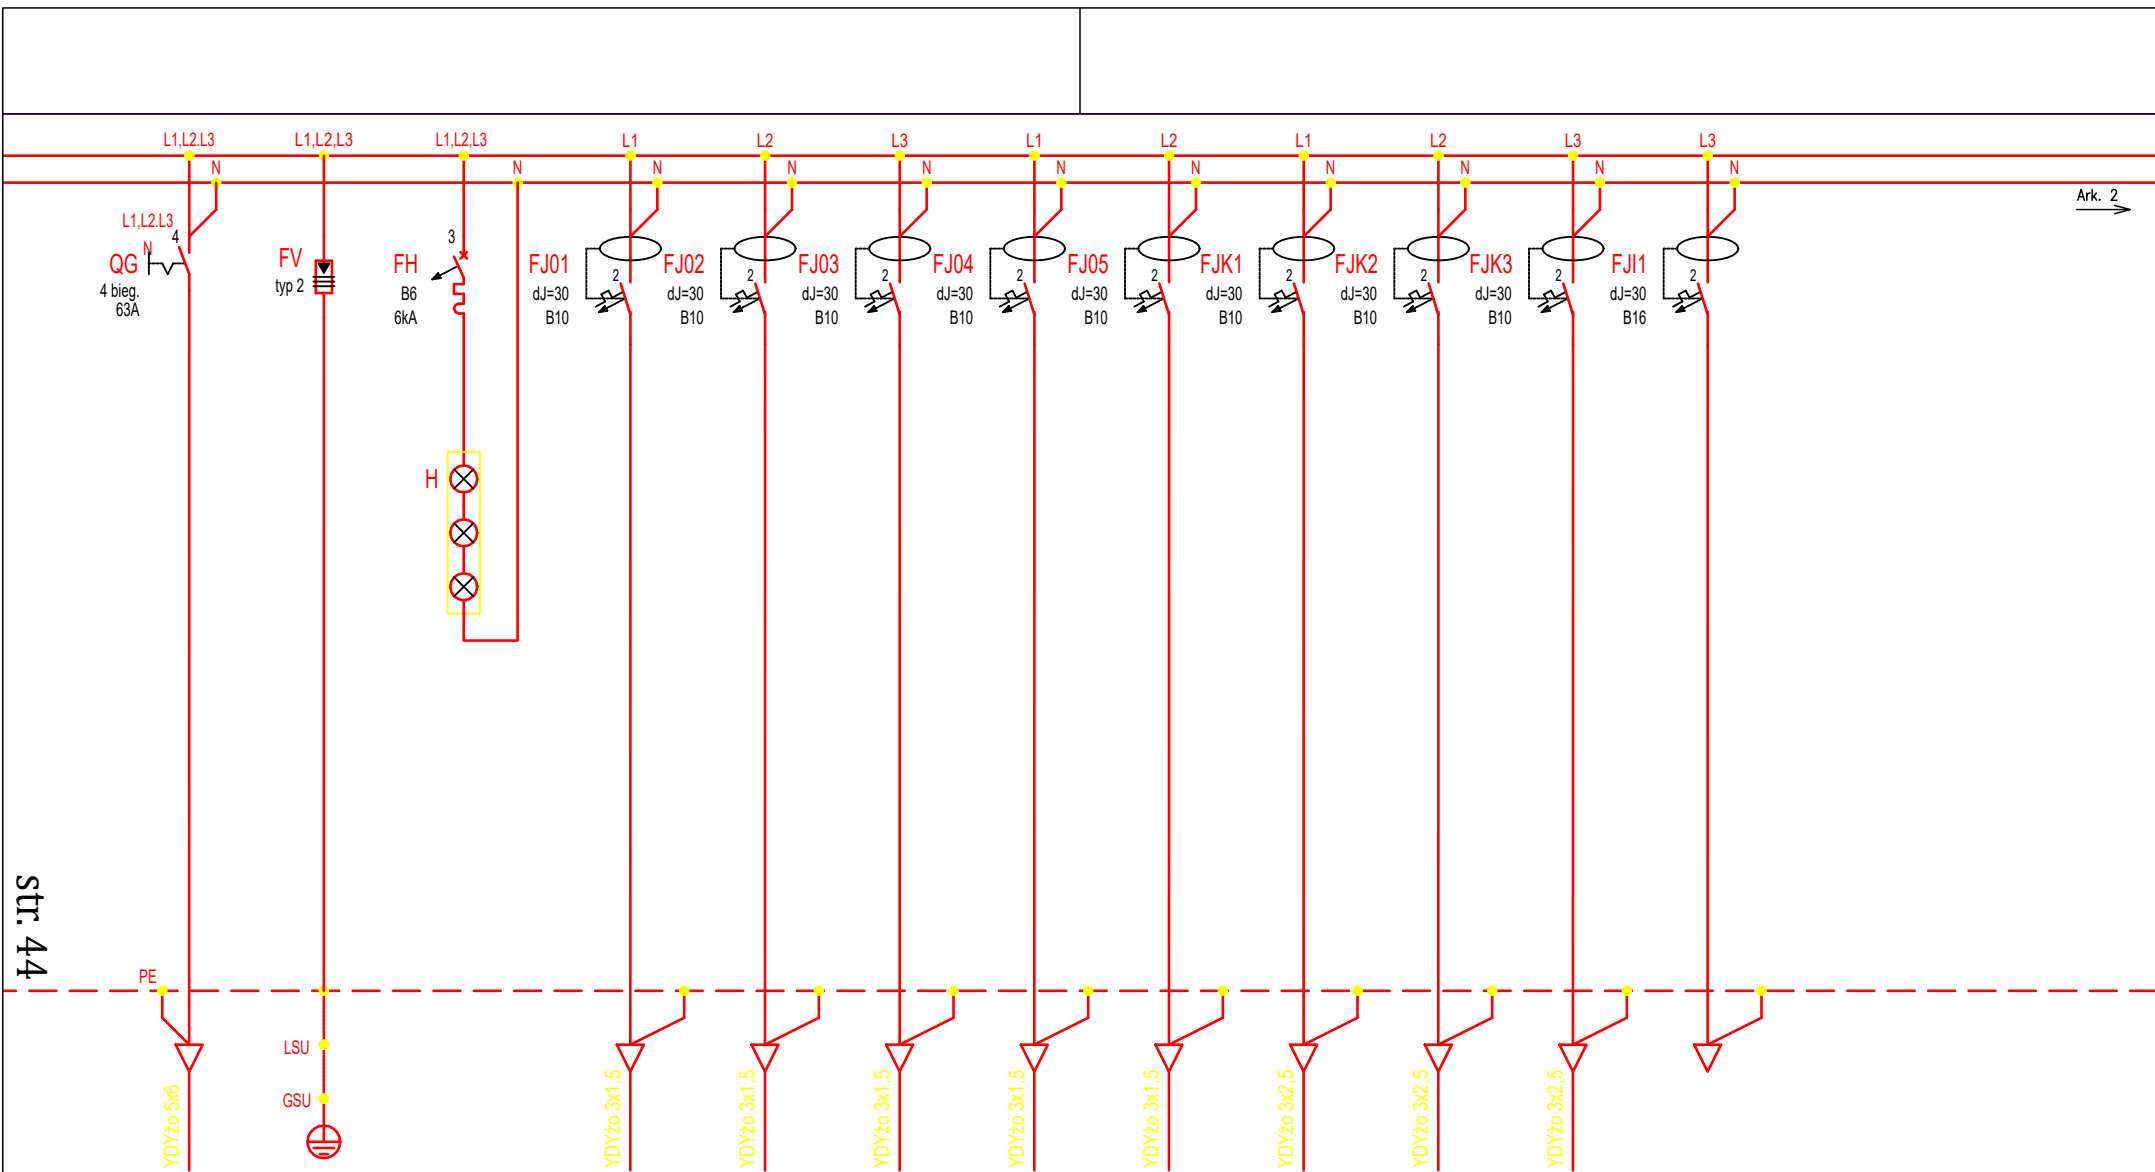 L1,L2.L3 L1,L2,L3 L1,L2,L3 L1 L2 L3 L1 L2 L1 L2 L3 L3
N N N N N N N N N N N
Ark. 2
L1,L2.L3
N
4
QG
4 bieg.
63A
FV
typ 2
3
FH
B6
6kA
FJ01
dJ=30
B10
2
FJ02
dJ=30
B10
2
FJ03
dJ=30
B10
2
FJ04
dJ=30
B10
2
FJ05
dJ=30
B10
2
FJK1
dJ=30
B10
2
FJK2
dJ=30
B10
2
FJK3
dJ=30
B10
2
FJI1
dJ=30
B16
2
H
str. 44
PE
LSU
GSU
YDYżo 5x6
YDYżo 3x1,5
YDYżo 3x1,5
YDYżo 3x1,5
YDYżo 3x1,5
YDYżo 3x1,5
YDYżo 3x2,5
YDYżo 3x2,5
YDYżo 3x2,5